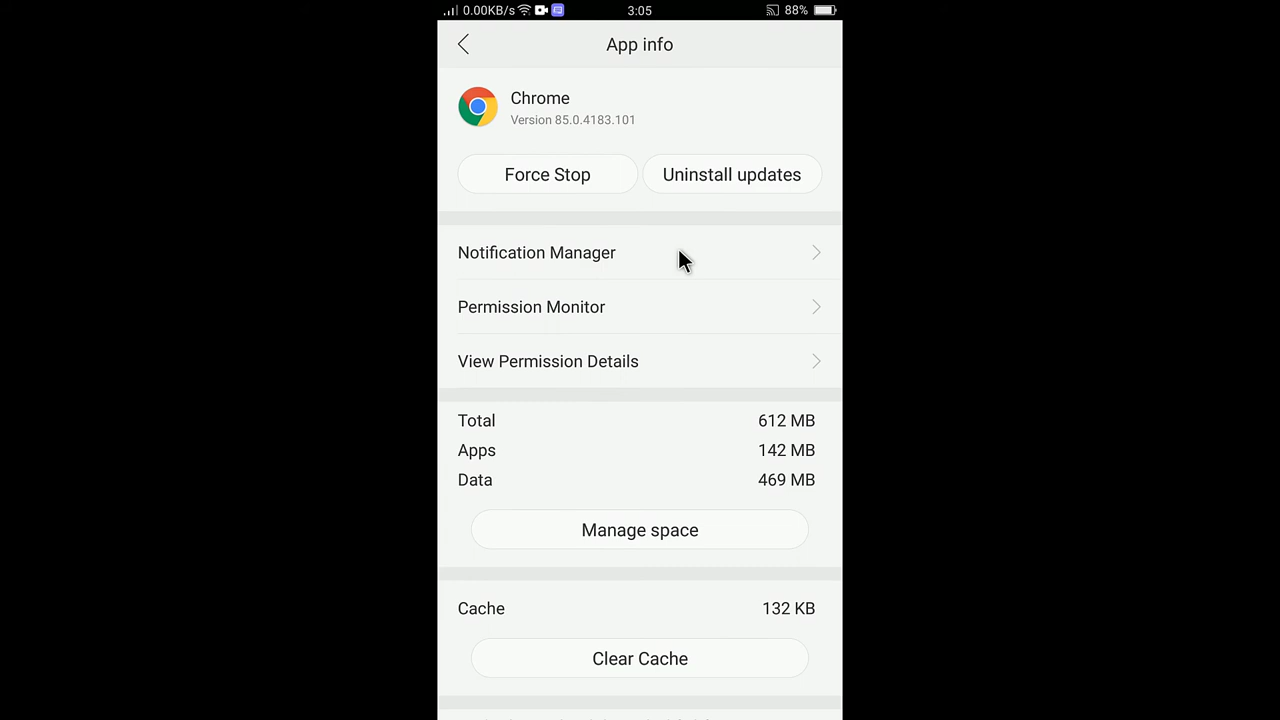 0.00KB/s 3:05 88%
App info
Chrome
Version 85.0.4183.101
Force Stop Uninstall updates
Notification Manager
Permission Monitor
View Permission Details
Total 612 MB
Apps 142 MB
Data 469 MB
Manage space
Cache 132 KB
Clear Cache